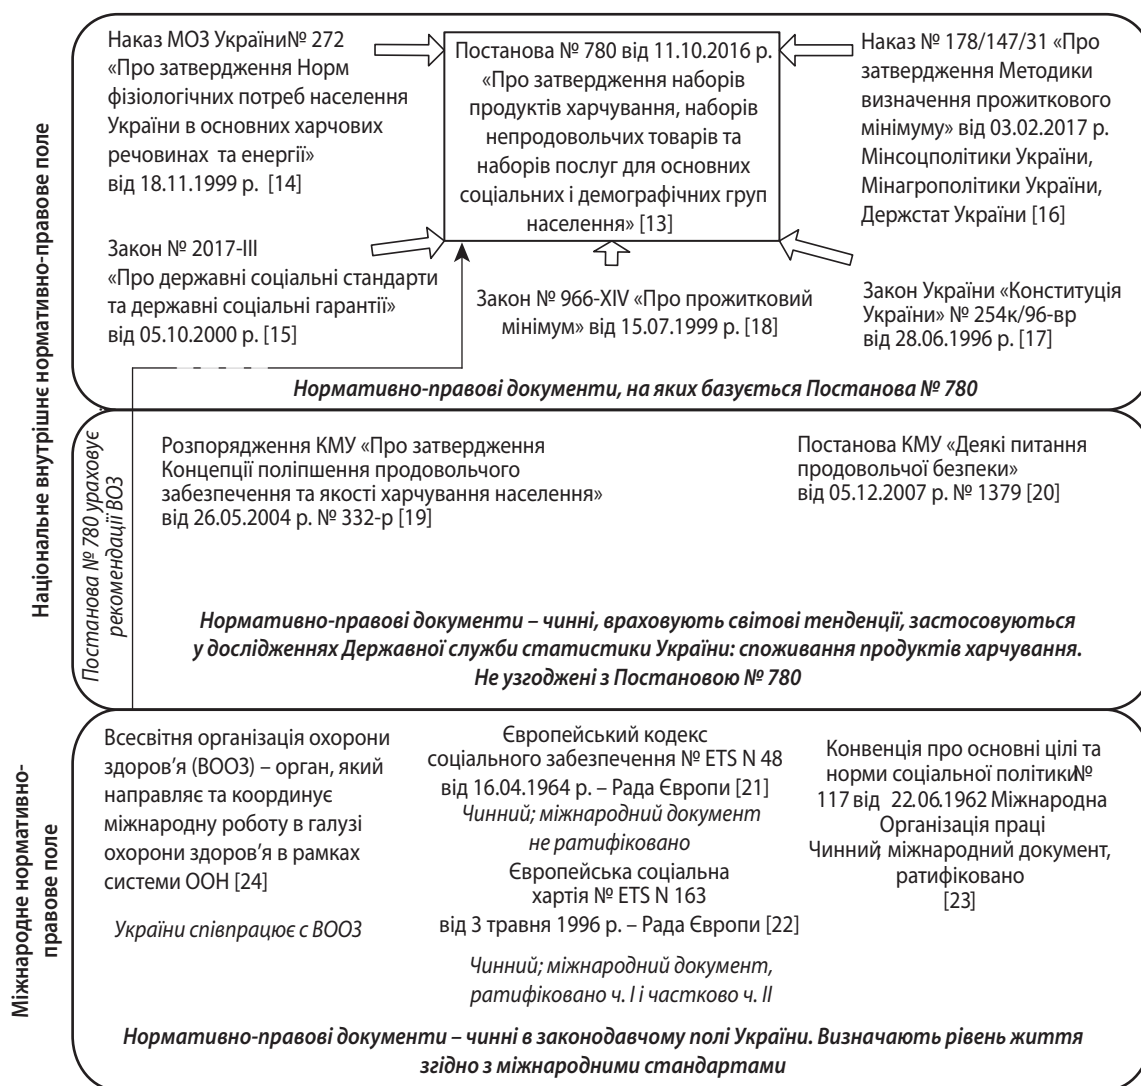 Національне внутрішнє нормативно-правове поле
Наказ МОЗ України№ 272
«Про затвердження Норм
фізіологічних потреб населення
України в основних харчових
речовинах та енергії»
від 18.11.1999 р. [14]
Постанова № 780 від 11.10.2016 р.
«Про затвердження наборів
продуктів харчування, наборів
непродовольчих товарів та
наборів послуг для основних
соціальних і демографічних груп
населення» [13]
Наказ № 178/147/31 «Про
затвердження Методики
визначення прожиткового
мінімуму» від 03.02.2017 р.
Мінсоцполітики України,
Мінагрополітики України,
Держстат України [16]
Закон № 2017-III
«Про державні соціальні стандарти
та державні соціальні гарантії»
від 05.10.2000 р. [15]
Закон № 966-XIV «Про прожитковий
мінімум» від 15.07.1999 р. [18]
Закон України «Конституція
України» № 254к/96-вр
від 28.06.1996 р. [17]
Нормативно-правові документи, на яких базується Постанова № 780
Постанова № 780 ураховує
рекомендації ВОЗ
Розпорядження КМУ «Про затвердження
Концепції поліпшення продовольчого
забезпечення та якості харчування населення»
від 26.05.2004 р. № 332-р [19]
Постанова КМУ «Деякі питання
продовольчої безпеки»
від 05.12.2007 р. № 1379 [20]
Нормативно-правові документи – чинні, враховують світові тенденції, застосовуються
у дослідженнях Державної служби статистики України: споживання продуктів харчування.
Не узгоджені з Постановою № 780
Міжнародне нормативно-
правове поле
Всесвітня організація охорони
здоров’я (ВООЗ) – орган, який
направляє та координує
міжнародну роботу в галузі
охорони здоров’я в рамках
системи ООН [24]
України співпрацює с ВООЗ
Європейський кодекс
соціального забезпечення № ETS N 48
від 16.04.1964 р. – Рада Європи [21]
Чинний; міжнародний документ
не ратифіковано
Європейська соціальна
хартія № ETS N 163
від 3 травня 1996 р. – Рада Європи [22]
Чинний; міжнародний документ,
ратифіковано ч. I і частково ч. II
Конвенція про основні цілі та
норми соціальної політики№
117 від 22.06.1962 Міжнародна
Організація праці
Чинний; міжнародний документ,
ратифіковано
[23]
Нормативно-правові документи – чинні в законодавчому полі України. Визначають рівень життя
згідно з міжнародними стандартами